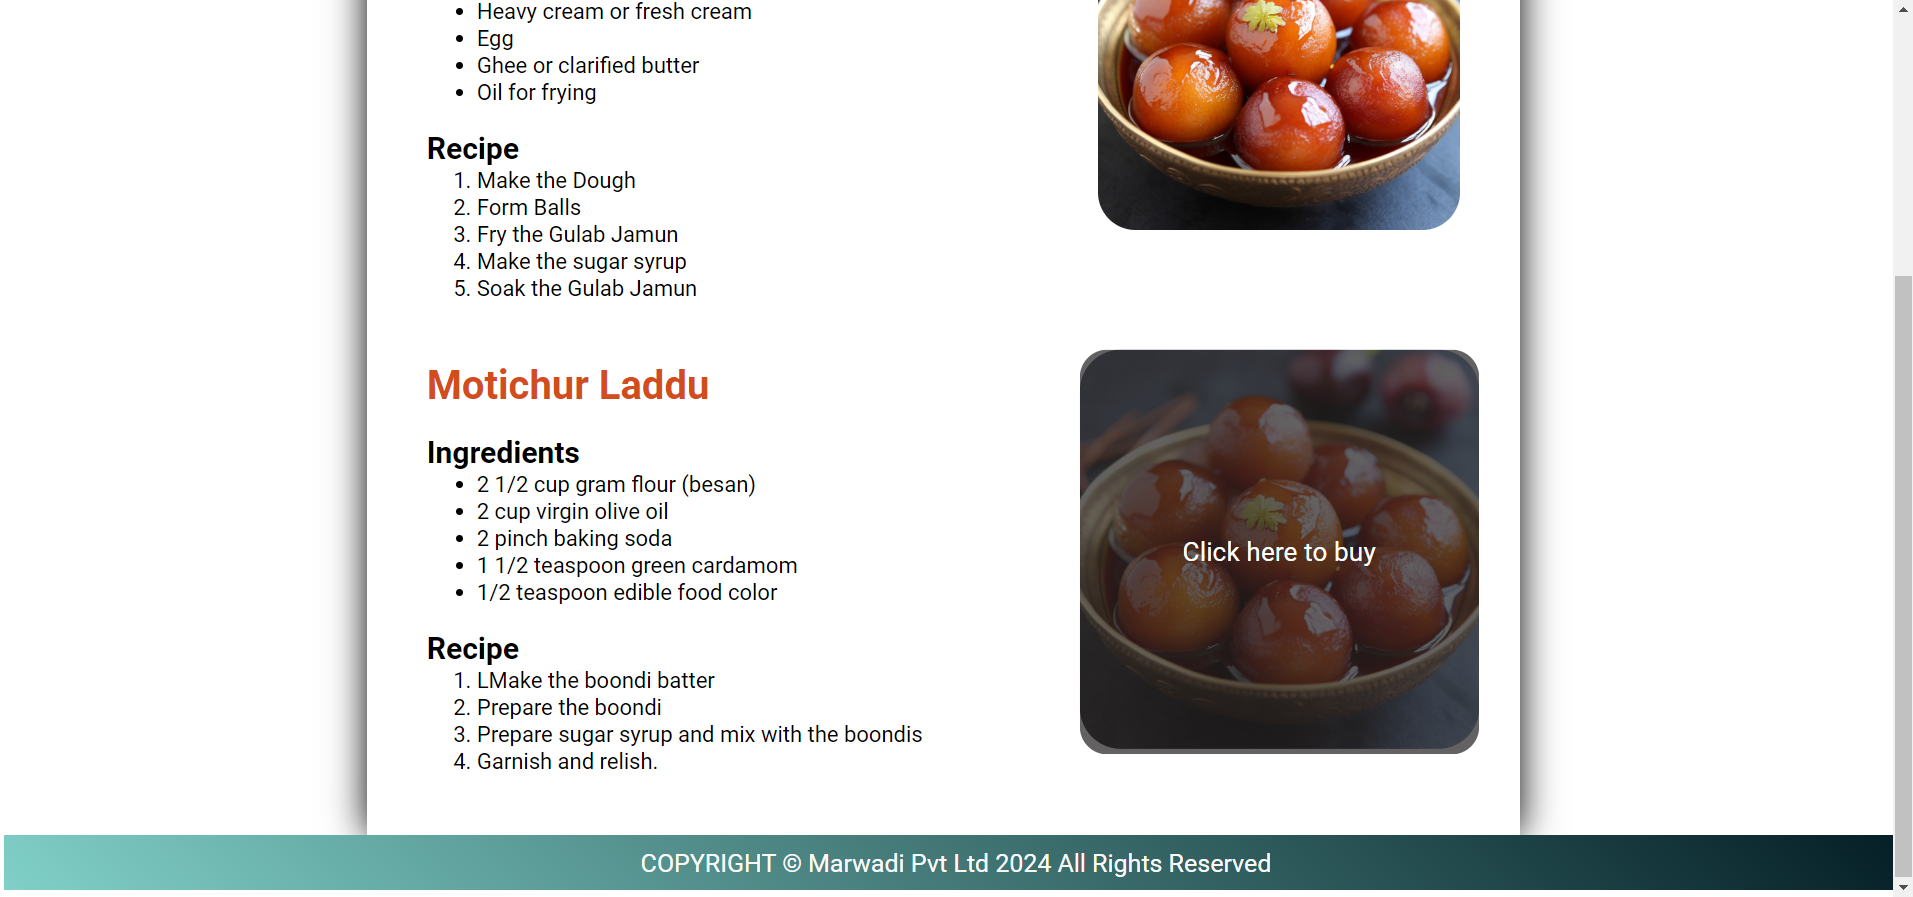 Heavy cream or fresh cream
Egg
Ghee or clarified butter
Oil for frying
Recipe
1. Make the Dough
2. Form Balls
3. Fry the Gulab Jamun
4. Make the sugar syrup
5. Soak the Gulab Jamun
Motichur Laddu
Ingredients
2 1/2 cup gram flour (besan)
2 cup virgin olive oil
2 pinch baking soda
1 1/2 teaspoon green cardamom
1/2 teaspoon edible food color
Click here to buy
Recipe
1. LMake the boondi batter
2. Prepare the boondi
3. Prepare sugar syrup and mix with the boondis
4. Garnish and relish.
COPYRIGHT © Marwadi Pvt Ltd 2024 All Rights Reserved